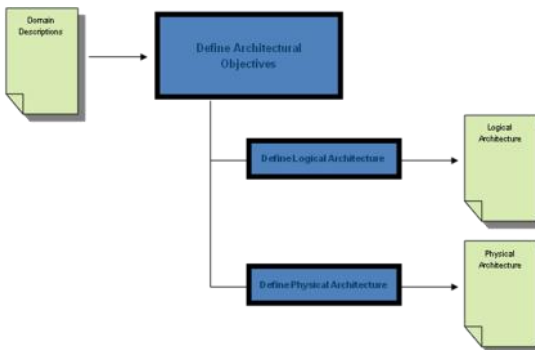 Domain
Descriptions
Define Architectural
Objectives
Logical
Architecture
Define Logical Architecture
Physical
Architecture
Define Physical Architecture